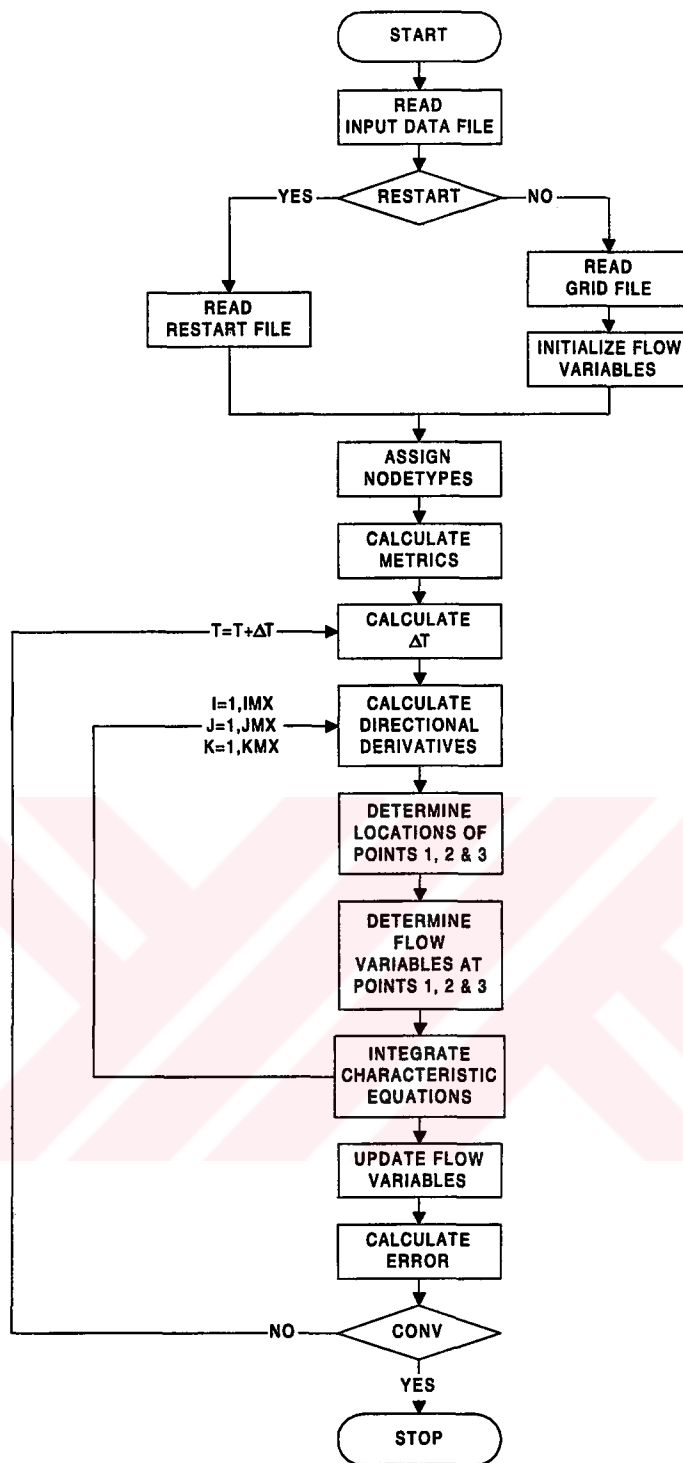 START
READ
INPUT DATA FILE
YES
RESTART
NO
READ
GRID FILE
READ
RESTART FILE
INITIALIZE FLOW
VARIABLES
ASSIGN
NODETYPES
CALCULATE
METRICS
T=T+ΔT
CALCULATE
ΔT
I=1,IMX
J=1,JMX
K=1,KMX
CALCULATE
DIRECTIONAL
DERIVATIVES
DETERMINE
LOCATIONS OF
POINTS 1, 2 & 3
DETERMINE
FLOW
VARIABLES AT
POINTS 1, 2 & 3
INTEGRATE
CHARACTERISTIC
EQUATIONS
UPDATE FLOW
VARIABLES
CALCULATE
ERROR
NO
CONV
YES
STOP